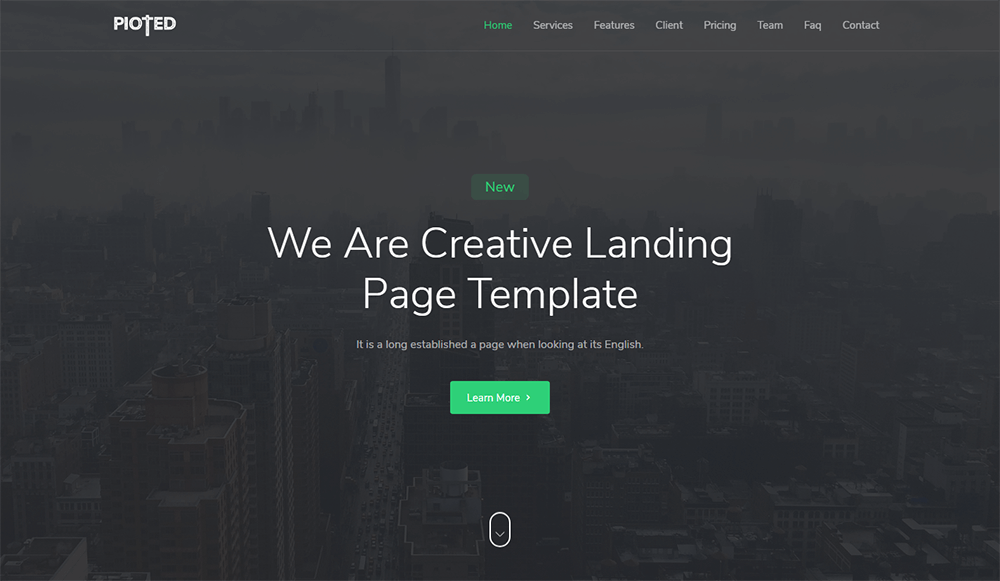 PIOTED
Home Services Features Client Pricing Team Faq Contact
New
We Are Creative Landing
Page Template
It is a long established a page when looking at its English.
Learn More